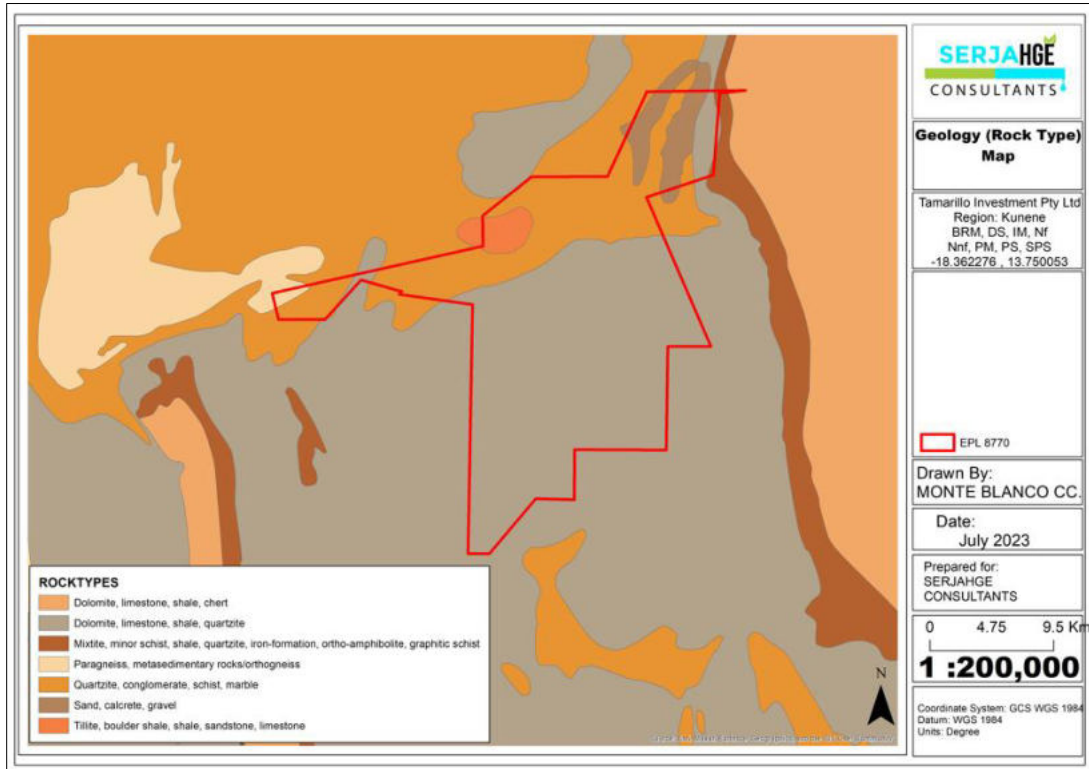 SERJAHGE
CONSULTANTS
Geology (Rock Type)
Map
Tamarillo Investment Pty Ltd
Region: Kunene
BRM, DS, IM, Nf
Nnf, PM, PS, SPS
-18.362276 , 13.750053
EPL 8770
Drawn By:
MONTE BLANCO CC.
Date:
July 2023
Prepared for:
SERJAHGE
CONSULTANTS
0 4.75 9.5 Km
1 :200,000
Coordinate System: GCS WGS 1984
Datum: WGS 1984
Units: Degree
N
ROCKTYPES
Dolomite, limestone, shale, chert
Dolomite, limestone, shale, quartzite
Mixtite, minor schist, shale, quartzite, iron-formation, ortho-amphibolite, graphitic schist
Paragneiss, metasedimentary rocks/orthogneiss
Quartzite, conglomerate, schist, marble
Sand, calcrete, gravel
Tillite, boulder shale, shale, sandstone, limestone